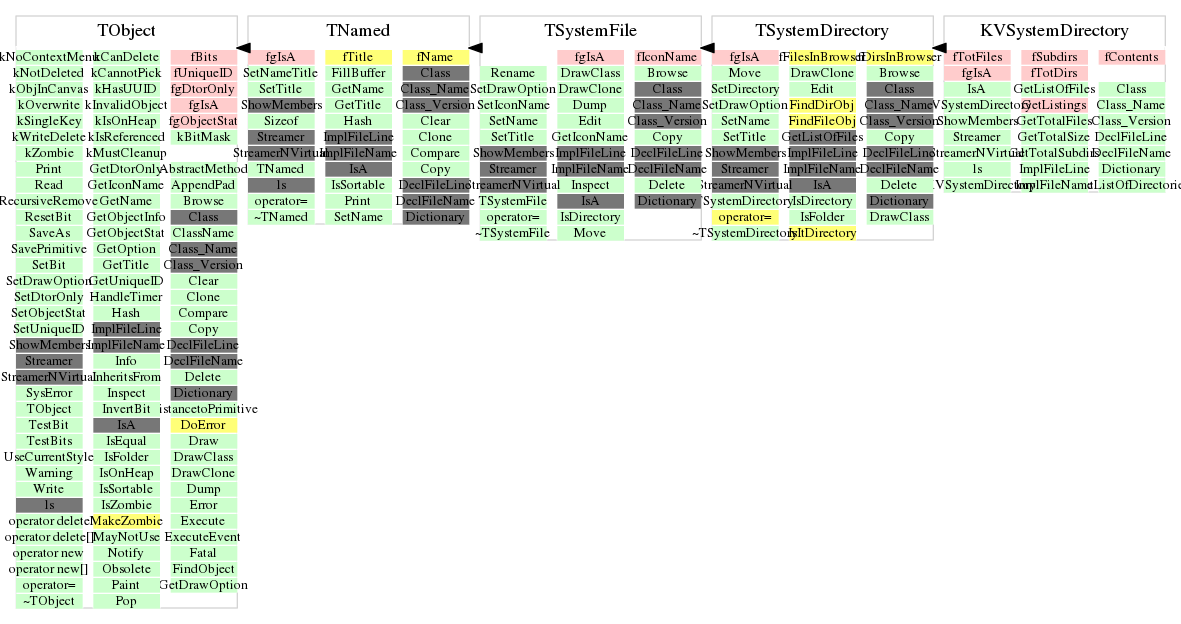 TObject TNamed TSystemFile TSystemDirectory KVSystemDirectory
kNoContextMenu kCanDelete fBits fgIsA fTitle fName fgIsA fIconName fgIsA fFilesInBrowser fDirsInBrowser fTotFiles fSubdirs fContents
kNotDeleted kCannotPick fUniqueID SetNameTitle FillBuffer Class Rename DrawClass Browse Move DrawClone Browse fgIsA fTotDirs
kObjInCanvas kHasUUID fgDtorOnly SetTitle GetName Class_Name SetDrawOption DrawClone Class SetDirectory Edit Class IsA GetListOfFiles Class
kOverwrite kInvalidObject fgIsA ShowMembers GetTitle Class_Version SetIconName Dump Class_Name SetDrawOption FindDirObj Class_Name KVSystemDirectory GetListings Class_Name
kSingleKey kIsOnHeap fgObjectStat Sizeof Hash Clear SetName Edit Class_Version SetName FindFileObj Class_Version ShowMembers GetTotalFiles Class_Version
kWriteDelete kIsReferenced kBitMask Streamer ImplFileLine Clone SetTitle GetIconName Copy SetTitle GetListOfFiles Copy Streamer GetTotalSize DeclFileLine
kZombie kMustCleanup StreamerNVirtual ImplFileName Compare ShowMembers ImplFileLine DeclFileLine ShowMembers ImplFileLine DeclFileLine StreamerNVirtual GetTotalSubdirs DeclFileName
Print GetDtorOnly AbstractMethod TNamed IsA Copy Streamer ImplFileName DeclFileName Streamer ImplFileName DeclFileName ls ImplFileLine Dictionary
Read GetIconName AppendPad ls IsSortable DeclFileLine StreamerNVirtual Inspect Delete StreamerNVirtual IsA Delete ImplFileName
RecursiveRemove GetName Browse operator= Print DeclFileName TSystemFile IsA Dictionary TSystemDirectory IsDirectory Dictionary
ResetBit GetObjectInfo Class ~TNamed SetName Dictionary operator= IsDirectory operator= IsFolder DrawClass
SaveAs GetObjectStat ClassName ~TSystemFile Move ~TSystemDirectory IsItDirectory
SavePrimitive GetOption Class_Name
SetBit GetTitle Class_Version
SetDrawOption GetUniqueID Clear
SetDtorOnly HandleTimer Clone
SetObjectStat Hash Compare
SetUniqueID ImplFileLine Copy
ShowMembers ImplFileName DeclFileLine
Streamer Info DeclFileName
StreamerNVirtual InheritsFrom Delete
SysError Inspect Dictionary
TObject InvertBit DistancetoPrimitive
TestBit IsA DoError
TestBits IsEqual Draw
UseCurrentStyle IsFolder DrawClass
Warning IsOnHeap DrawClone
Write IsSortable Dump
ls IsZombie Error
operator delete MakeZombie Execute
operator delete[] MayNotUse ExecuteEvent
operator new Notify Fatal
operator new[] Obsolete FindObject
operator= Paint GetDrawOption
~TObject Pop